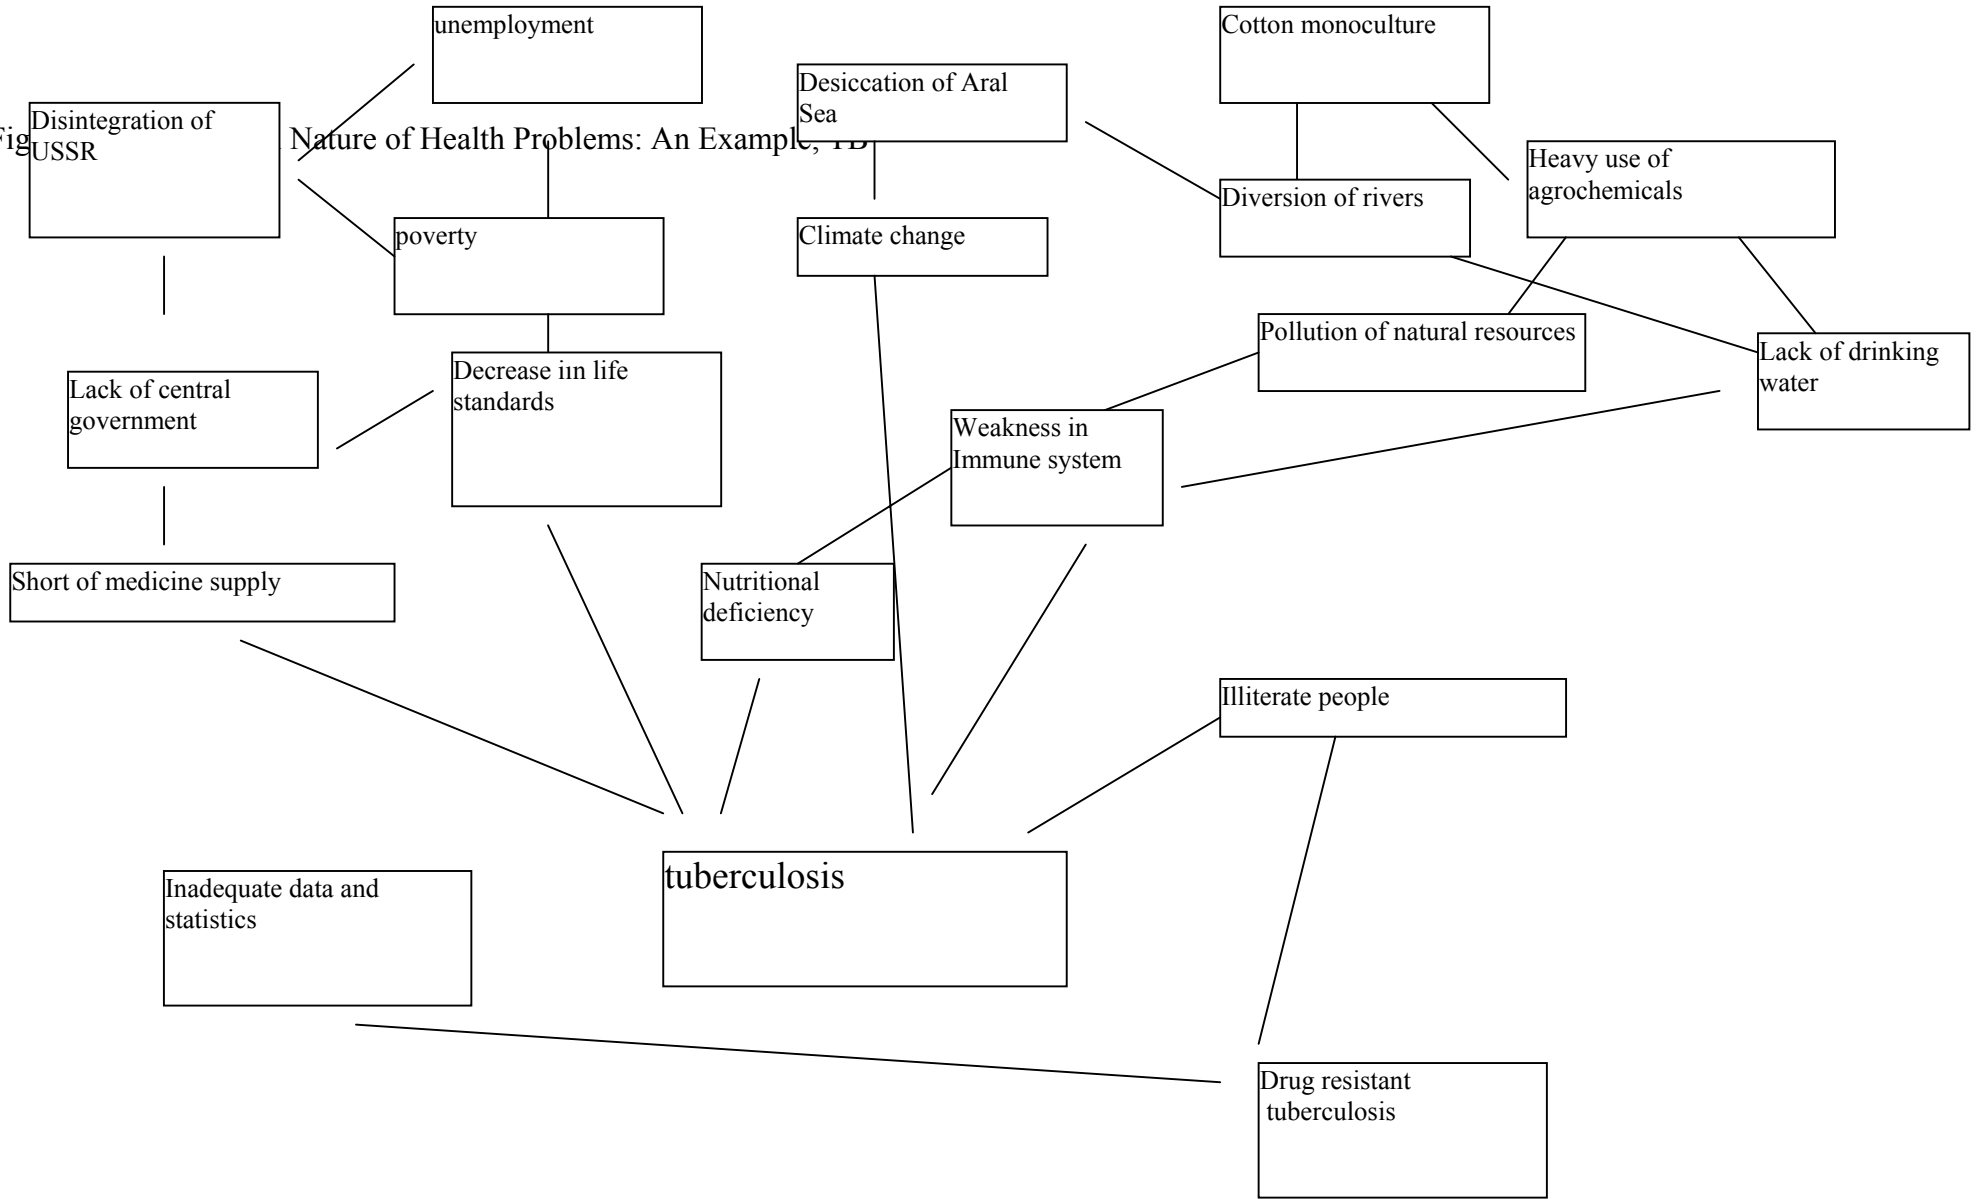 unemployment
Cotton monoculture
Desiccation of Aral
Sea
Disintegration of
USSR
Fig
Nature of Health Problems: An Example, TB
Heavy use of
agrochemicals
Diversion of rivers
poverty
Climate change
Pollution of natural resources
Lack of drinking
water
Decrease iin life
standards
Lack of central
government
Weakness in
Immune system
Short of medicine supply
Nutritional
deficiency
Illiterate people
tuberculosis
Inadequate data and
statistics
Drug resistant
tuberculosis